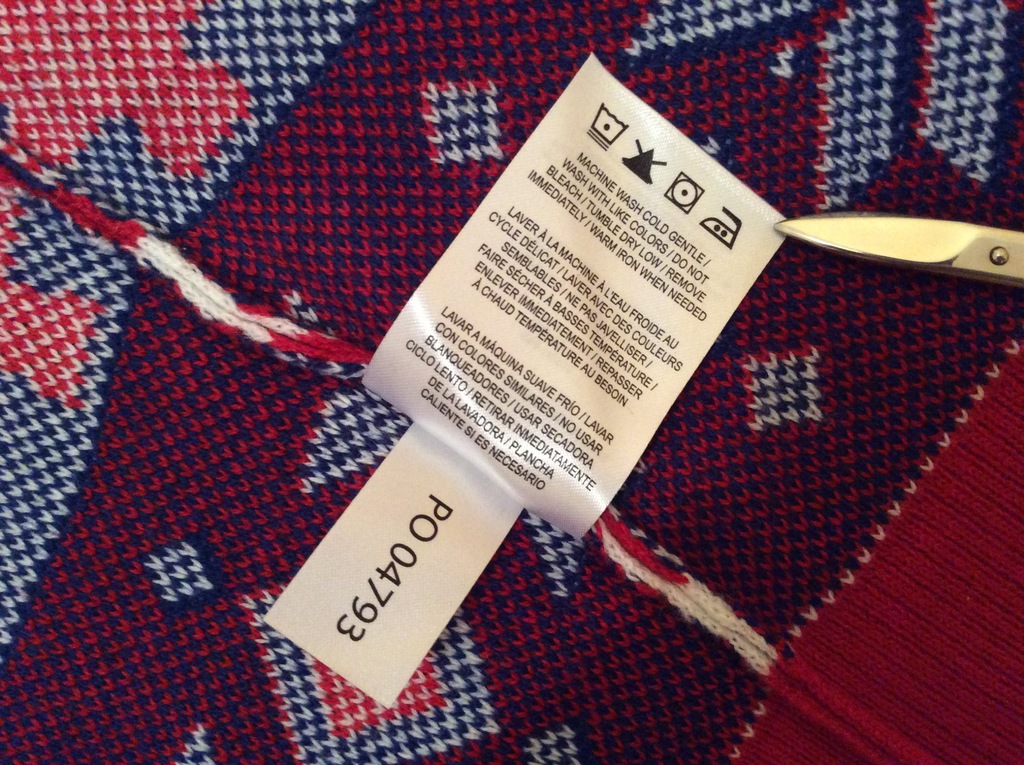 MACHINE WASH COLD GENTLE /
WASH WITH LIKE COLORS / DO NOT
BLEACH / TUMBLE DRY LOW / REMOVE
IMMEDIATELY / WARM IRON WHEN NEEDED
LAVER À LA MACHINE À L'EAU FROIDE AU
CYCLE DÉLICAT / LAVER AVEC DES COULEURS
SEMBLABLES / NE PAS JAVELLISER /
FAIRE SÉCHER À BASSES TEMPÉRATURE /
ENLEVER IMMÉDIATEMENT / REPASSER
À CHAUD TEMPÉRATURE AU BESOIN
LAVAR A MÁQUINA SUAVE FRÍO / LAVAR
CON COLORES SIMILARES / NO USAR
BLANQUEADORES / USAR SECADORA
CICLO LENTO / RETIRAR INMEDIATAMENTE
DE LA LAVADORA / PLANCHA
CALIENTE SI ES NECESARIO
PO 04793